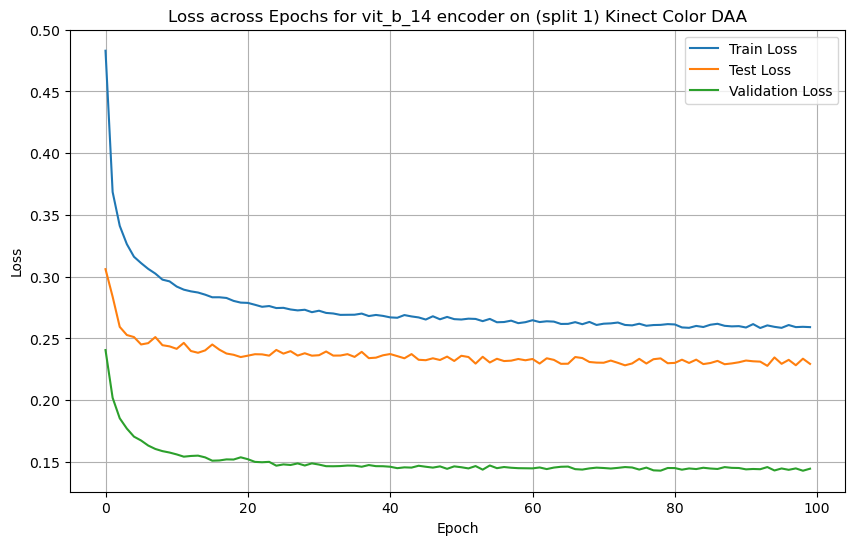 Loss across Epochs for vit_b_14 encoder on (split 1) Kinect Color DAA
0.50
0.45
0.40
0.35
0.30
0.25
0.20
0.15
Loss
Train Loss
Test Loss
Validation Loss
0 20 40 60 80 100
Epoch